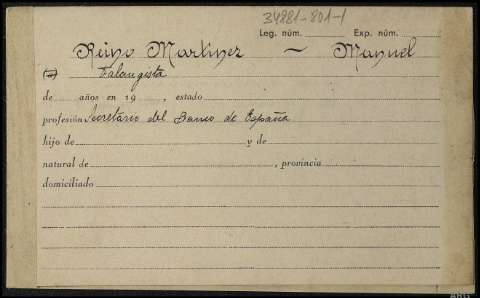 34881-801-1
Leg. núm. Exp. núm.
Reino Martinez ~ Manuel
Falangista
de años en 19 , estado
profesión Secretario del Banco de España
hijo de y de
natural de , provincia
domiciliado